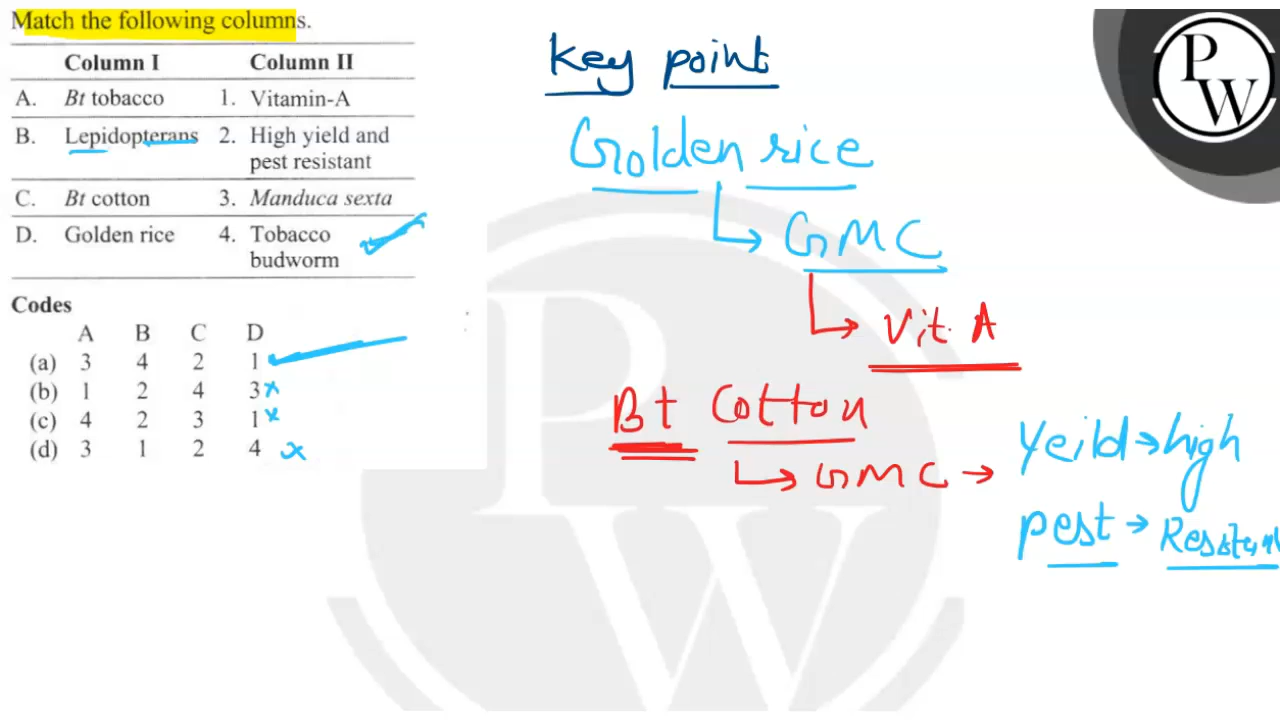 Match the following columns.
Column I Column II
A. Bt tobacco 1. Vitamin-A
B. Lepidopterans 2. High yield and
pest resistant
C. Bt cotton 3. Manduca sexta
D. Golden rice 4. Tobacco
budworm
Codes
A B C D
(a) 3 4 2 1
(b) 1 2 4 3 x
(c) 4 2 3 1 x
(d) 3 1 2 4 x
Key point
Golden rice
GMC
Vit. A
Bt Cotton
GMC →
Yeild → high
pest →
P
W
P
W